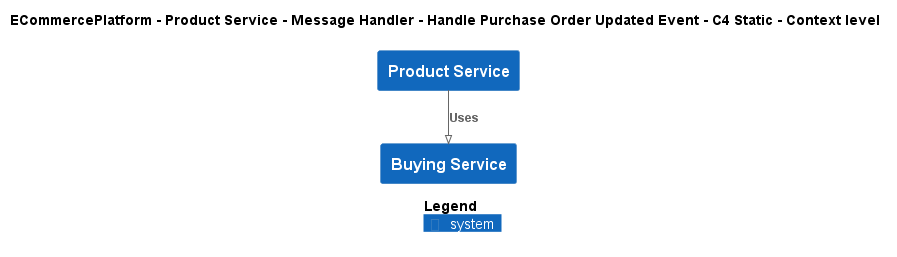 ECommercePlatform - Product Service - Message Handler - Handle Purchase Order Updated Event - C4 Static - Context level
Product Service
Uses
Buying Service
Legend
system